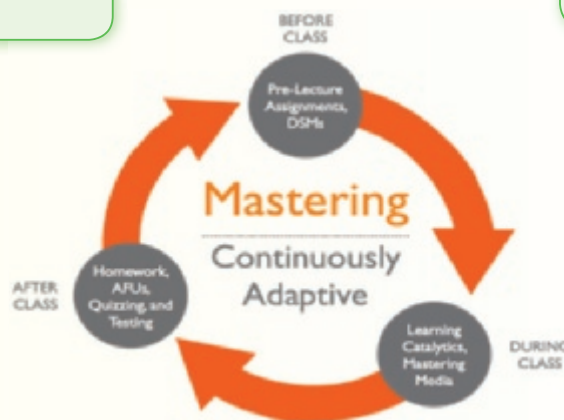 BEFORE
CLASS
Pre-Lecture
Assignments,
DSMs
Mastering
Continuously
Adaptive
AFTER
CLASS
Homework,
AFUs,
Quizzing, and
Testing
Learning
Catalytics,
Mastering
Media
DURING
CLASS